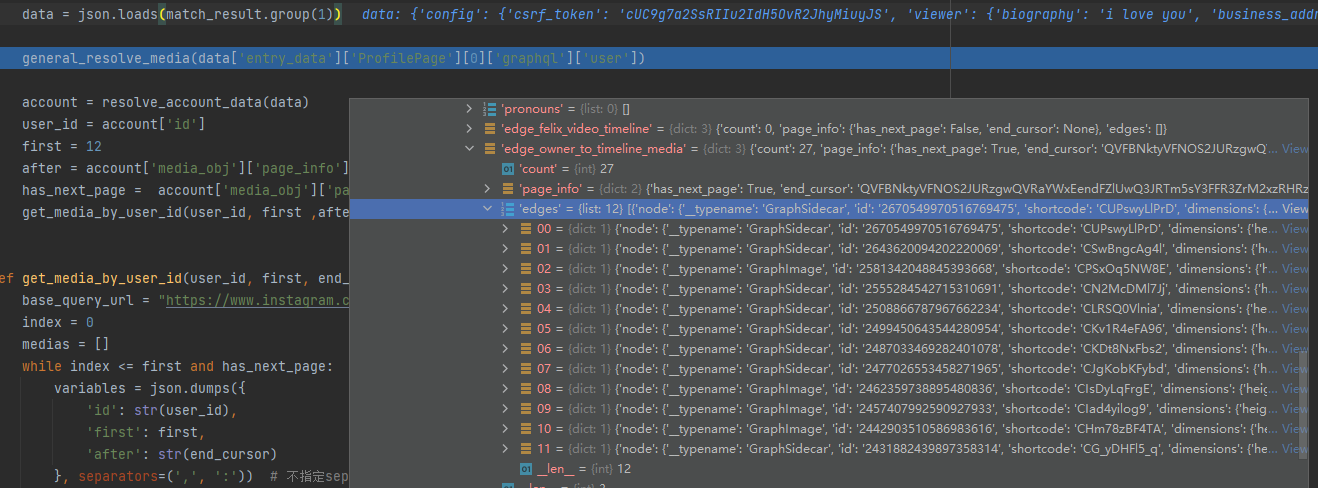 data = json.loads(match_result.group(1)) data: {'config': {'csrf_token': 'cUC9g7a2SsRIIu2IdH5OvR2JhyMiuyJS', 'viewer': {'biography': 'i love you', 'business_addr
general_resolve_media(data['entry_data']['ProfilePage'][0]['graphql']['user'])
account = resolve_account_data(data)
user_id = account['id']
first = 12
after = account['media_obj']['page_info']
has_next_page = account['media_obj']['pa
get_media_by_user_id(user_id, first ,afte
ef get_media_by_user_id(user_id, first, end_
base_query_url = "https://www.instagram.c
index = 0
medias = []
while index <= first and has_next_page:
variables = json.dumps({
'id': str(user_id),
'first': first,
'after': str(end_cursor)
}, separators=(',', ':')) # 不指定sep
'pronouns' = {list: 0} []
'edge_felix_video_timeline' = {dict: 3} {'count': 0, 'page_info': {'has_next_page': False, 'end_cursor': None}, 'edges': []}
'edge_owner_to_timeline_media' = {dict: 3} {'count': 27, 'page_info': {'has_next_page': True, 'end_cursor': 'QVFBNktyVFNOS2JURzgwQ'... View
'count' = {int} 27
'page_info' = {dict: 2} {'has_next_page': True, 'end_cursor': 'QVFBNktyVFNOS2JURzgwQVRaYWxEendFZlUwQ3JRTm5sY3FFR3ZrM2xzRHRz
'edges' = {list: 12} [{'node': {'__typename': 'GraphSidecar', 'id': '2670549970516769475', 'shortcode': 'CUPswyLlPrD', 'dimensions': {... View
00 = {dict: 1} {'node': {'__typename': 'GraphSidecar', 'id': '2670549970516769475', 'shortcode': 'CUPswyLlPrD', 'dimensions': {'he... View
01 = {dict: 1} {'node': {'__typename': 'GraphSidecar', 'id': '2643620094202220069', 'shortcode': 'CSwBngcAg4l', 'dimensions': {'he... View
02 = {dict: 1} {'node': {'__typename': 'GraphImage', 'id': '2581342048845393668', 'shortcode': 'CPSxOq5NW8E', 'dimensions': {'he... View
03 = {dict: 1} {'node': {'__typename': 'GraphSidecar', 'id': '2555284542715310691', 'shortcode': 'CN2McDMl7Jj', 'dimensions': {'he... View
04 = {dict: 1} {'node': {'__typename': 'GraphSidecar', 'id': '2508866787967662234', 'shortcode': 'CLRSQ0Vlnia', 'dimensions': {'he... View
05 = {dict: 1} {'node': {'__typename': 'GraphSidecar', 'id': '2499450643544280954', 'shortcode': 'CKv1R4eFA96', 'dimensions': {'he... View
06 = {dict: 1} {'node': {'__typename': 'GraphSidecar', 'id': '2487033469282401078', 'shortcode': 'CKDt8NxFbs2', 'dimensions': {'he... View
07 = {dict: 1} {'node': {'__typename': 'GraphSidecar', 'id': '2477026553458271965', 'shortcode': 'CJgKobKFybd', 'dimensions': {'he... View
08 = {dict: 1} {'node': {'__typename': 'GraphImage', 'id': '2462359738895480836', 'shortcode': 'CIsDyLqFrgE', 'dimensions': {'heig... View
09 = {dict: 1} {'node': {'__typename': 'GraphImage', 'id': '2457407992590927933', 'shortcode': 'CIad4yilog9', 'dimensions': {'heig... View
10 = {dict: 1} {'node': {'__typename': 'GraphImage', 'id': '2442903510586983616', 'shortcode': 'CHm78zBF4TA', 'dimensions': {'he... View
11 = {dict: 1} {'node': {'__typename': 'GraphSidecar', 'id': '2431882439897358314', 'shortcode': 'CG_yDHFl5_q', 'dimensions': {'he... View
__len__ = {int} 12